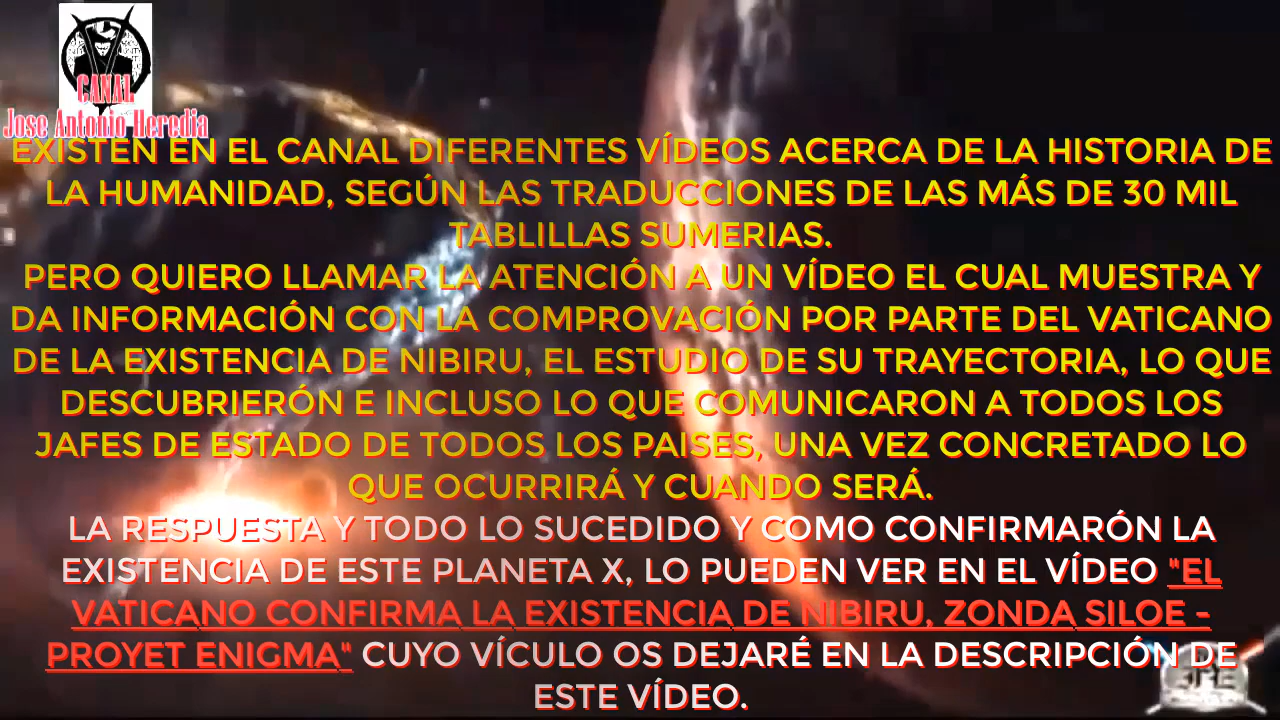 CANAL
Jose Antonio Heredia
EXISTEN EN EL CANAL DIFERENTES VÍDEOS ACERCA DE LA HISTORIA DE
LA HUMANIDAD, SEGÚN LAS TRADUCCIONES DE LAS MÁS DE 30 MIL
TABLILLAS SUMERIAS.
PERO QUIERO LLAMAR LA ATENCIÓN A UN VÍDEO EL CUAL MUESTRA Y
DA INFORMACIÓN CON LA COMPROVACIÓN POR PARTE DEL VATICANO
DE LA EXISTENCIA DE NIBIRU, EL ESTUDIO DE SU TRAYECTORIA, LO QUE
DESCUBRIERÓN E INCLUSO LO QUE COMUNICARON A TODOS LOS
JAFES DE ESTADO DE TODOS LOS PAISES, UNA VEZ CONCRETADO LO
QUE OCURRIRÁ Y CUANDO SERÁ.
LA RESPUESTA Y TODO LO SUCEDIDO Y COMO CONFIRMARÓN LA
EXISTENCIA DE ESTE PLANETA X, LO PUEDEN VER EN EL VÍDEO "EL
VATICANO CONFIRMA LA EXISTENCIA DE NIBIRU, ZONDA SILOE -
PROYET ENIGMA" CUYO VÍCULO OS DEJARÉ EN LA DESCRIPCIÓN DE
ESTE VÍDEO.